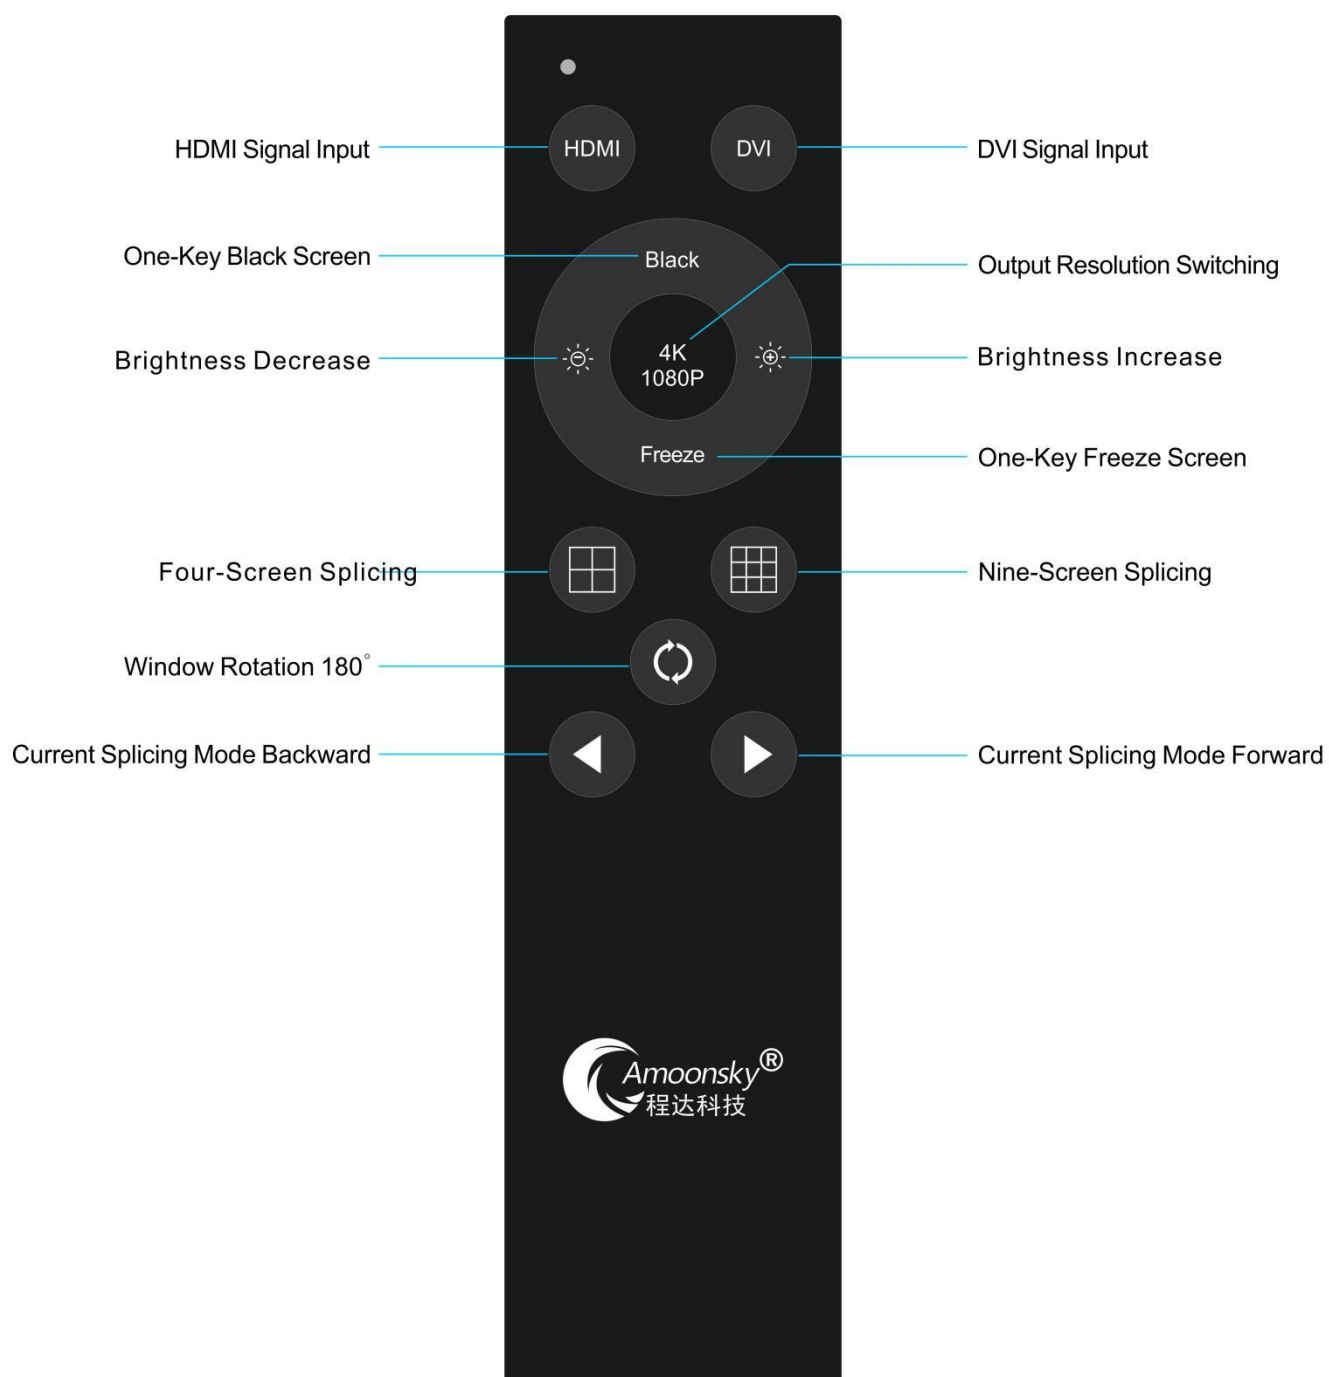 HDMI Signal Input
HDMI
DVI
DVI Signal Input
One-Key Black Screen
Black
Output Resolution Switching
Brightness Decrease
4K
1080P
Brightness Increase
Freeze
One-Key Freeze Screen
Four-Screen Splicing
Nine-Screen Splicing
Window Rotation 180°
Current Splicing Mode Backward
Current Splicing Mode Forward
Amoonsky®
程达科技